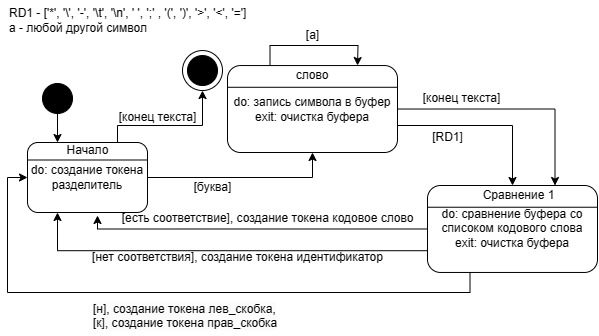 RD1 - ['*', '\', '-', '\t', '\n', ' ', ';' , '(', ')', '>', '<', '=']
а - любой другой символ
[a]
слово
do: запись символа в буфер
exit: очистка буфера
[конец текста]
[конец текста]
[RD1]
Начало
do: создание токена
разделитель
[буква]
Сравнение 1
do: сравнение буфера со
списоком кодового слова
exit: очистка буфера
[есть соответствие], создание токена кодовое слово
[нет соответствия], создание токена идентификатор
[н], создание токена лев_скобка,
[к], создание токена прав_скобка